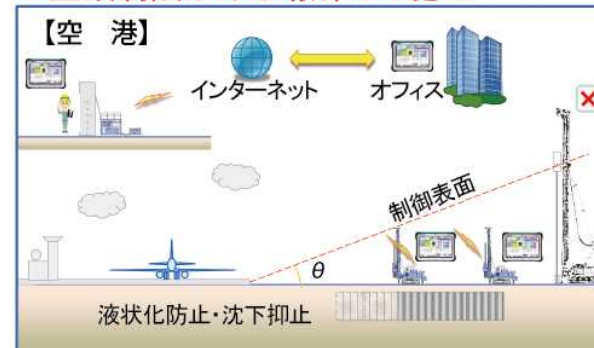 【空 港】
インターネット
オフィス
制御表面
θ
液状化防止・沈下抑止